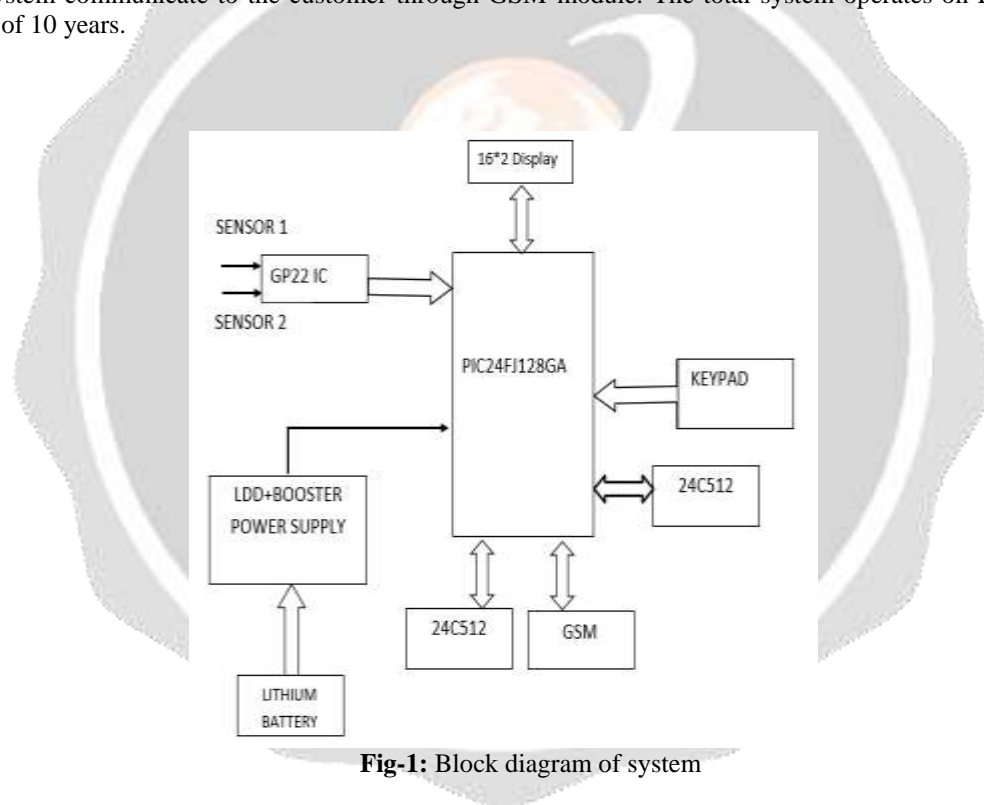 ystem communicate to the customer through GSM module. The total system operates on
of 10 years.
16*2 Display
SENSOR 1
GP22 IC
SENSOR 2
PIC24FJ128GA
KEYPAD
LDD+BOOSTER
POWER SUPPLY
24C512
24C512
GSM
LITHIUM
BATTERY
Fig-1: Block diagram of system